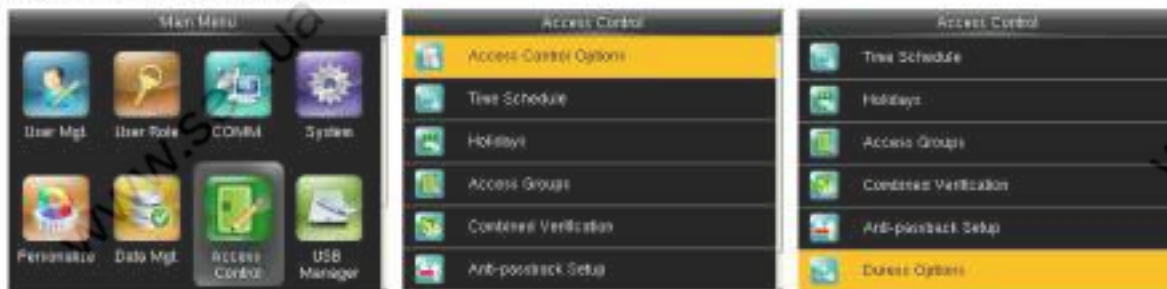 Main Menu
User Mgt.
User Role
COMM.
System
Personalize
Data Mgt.
Access Control
USB Manager
Access Control
Access Control Options
Time Schedule
Holidays
Access Groups
Combined Verification
Anti-passback Setup
Access Control
Time Schedule
Holidays
Access Groups
Combined Verification
Anti-passback Setup
Duress Options